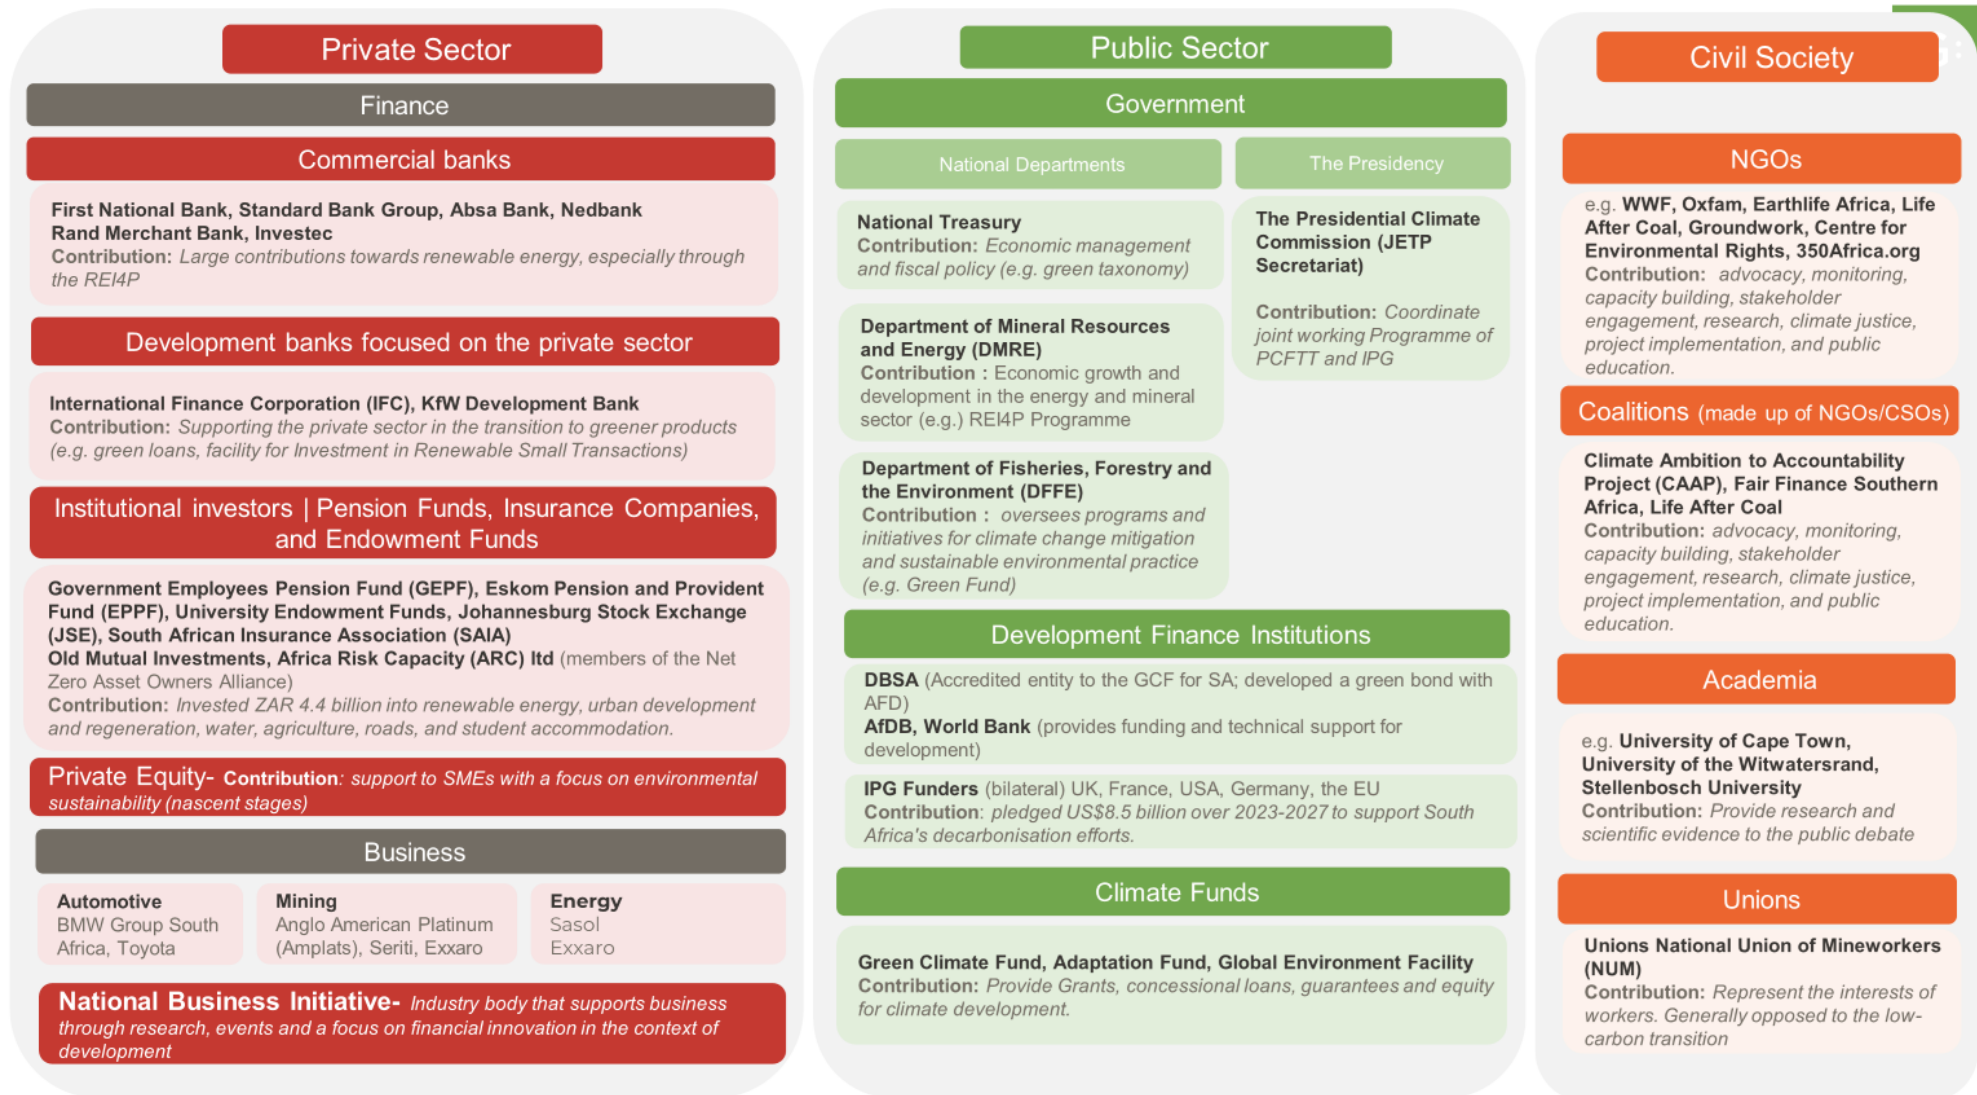 Private Sector
Finance
Commercial banks
First National Bank, Standard Bank Group, Absa Bank, Nedbank
Rand Merchant Bank, Investec
Contribution: Large contributions towards renewable energy, especially through
the REI4P
Development banks focused on the private sector
International Finance Corporation (IFC), KfW Development Bank
Contribution: Supporting the private sector in the transition to greener products
(e.g. green loans, facility for Investment in Renewable Small Transactions)
Institutional investors | Pension Funds, Insurance Companies,
and Endowment Funds
Government Employees Pension Fund (GEPF), Eskom Pension and Provident
Fund (EPPF), University Endowment Funds, Johannesburg Stock Exchange
(JSE), South African Insurance Association (SAIA)
Old Mutual Investments, Africa Risk Capacity (ARC) ltd (members of the Net
Zero Asset Owners Alliance)
Contribution: Invested ZAR 4.4 billion into renewable energy, urban development
and regeneration, water, agriculture, roads, and student accommodation.
Private Equity- Contribution: support to SMEs with a focus on environmental
sustainability (nascent stages)
Business
Automotive
BMW Group South
Africa, Toyota
Mining
Anglo American Platinum
(Amplats), Seriti, Exxaro
Energy
Sasol
Exxaro
National Business Initiative- Industry body that supports business
through research, events and a focus on financial innovation in the context of
development
Public Sector
Government
National Departments
National Treasury
Contribution: Economic management
and fiscal policy (e.g. green taxonomy)
Department of Mineral Resources
and Energy (DMRE)
Contribution : Economic growth and
development in the energy and mineral
sector (e.g.) REI4P Programme
Department of Fisheries, Forestry and
the Environment (DFFE)
Contribution : oversees programs and
initiatives for climate change mitigation
and sustainable environmental practice
(e.g. Green Fund)
The Presidency
The Presidential Climate
Commission (JETP
Secretariat)
Contribution: Coordinate
joint working Programme of
PCFTT and IPG
Development Finance Institutions
DBSA (Accredited entity to the GCF for SA; developed a green bond with
AFD)
AfDB, World Bank (provides funding and technical support for
development)
IPG Funders (bilateral) UK, France, USA, Germany, the EU
Contribution: pledged US$8.5 billion over 2023-2027 to support South
Africa's decarbonisation efforts.
Climate Funds
Green Climate Fund, Adaptation Fund, Global Environment Facility
Contribution: Provide Grants, concessional loans, guarantees and equity
for climate development.
Civil Society
NGOs
e.g. WWF, Oxfam, Earthlife Africa, Life
After Coal, Groundwork, Centre for
Environmental Rights, 350Africa.org
Contribution: advocacy, monitoring,
capacity building, stakeholder
engagement, research, climate justice,
project implementation, and public
education.
Coalitions (made up of NGOs/CSOs)
Climate Ambition to Accountability
Project (CAAP), Fair Finance Southern
Africa, Life After Coal
Contribution: advocacy, monitoring,
capacity building, stakeholder
engagement, research, climate justice,
project implementation, and public
education.
Academia
e.g. University of Cape Town,
University of the Witwatersrand,
Stellenbosch University
Contribution: Provide research and
scientific evidence to the public debate
Unions
Unions National Union of Mineworkers
(NUM)
Contribution: Represent the interests of
workers. Generally opposed to the low-
carbon transition